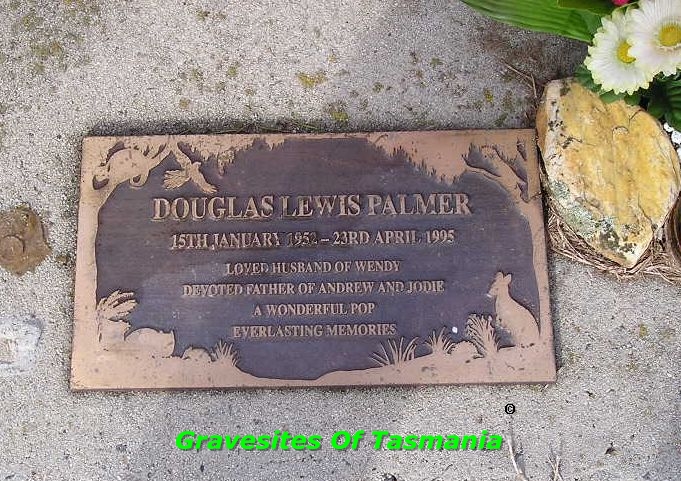 DOUGLAS LEWIS PALMER
15TH JANUARY 1952 – 23RD APRIL 1995
LOVED HUSBAND OF WENDY
DEVOTED FATHER OF ANDREW AND JODIE
A WONDERFUL POP
EVERLASTING MEMORIES
©
Gravesites Of Tasmania